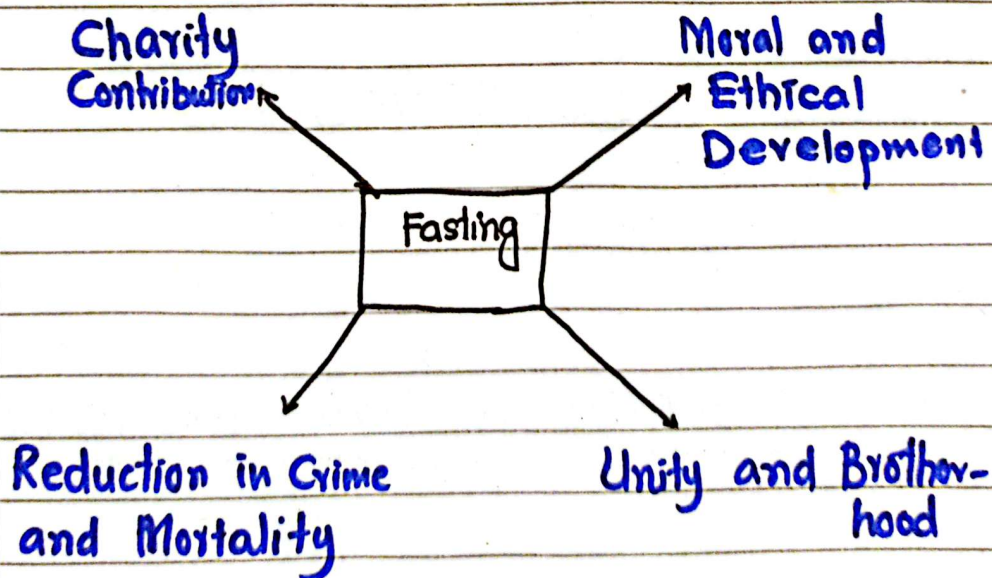 Charity
Contribution
Moral and
Ethical
Development
Fasting
Reduction in Crime
and Mortality
Unity and Brother-
hood